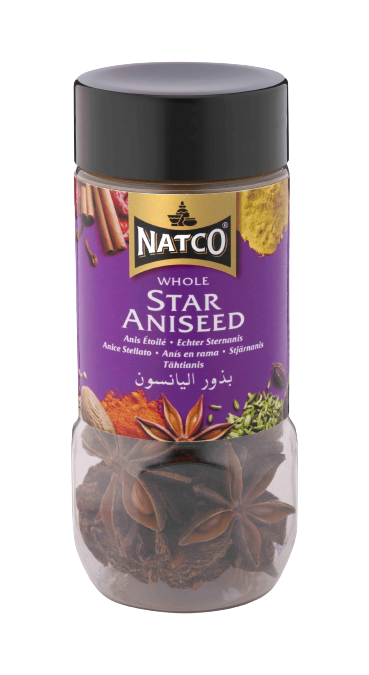 NATCO®
WHOLE
STAR
ANISEED
Anis Étoilé • Echter Sternanis
Anice Stellato • Anís en rama • Stjärnanis
Tähtianis
بذور اليانسون